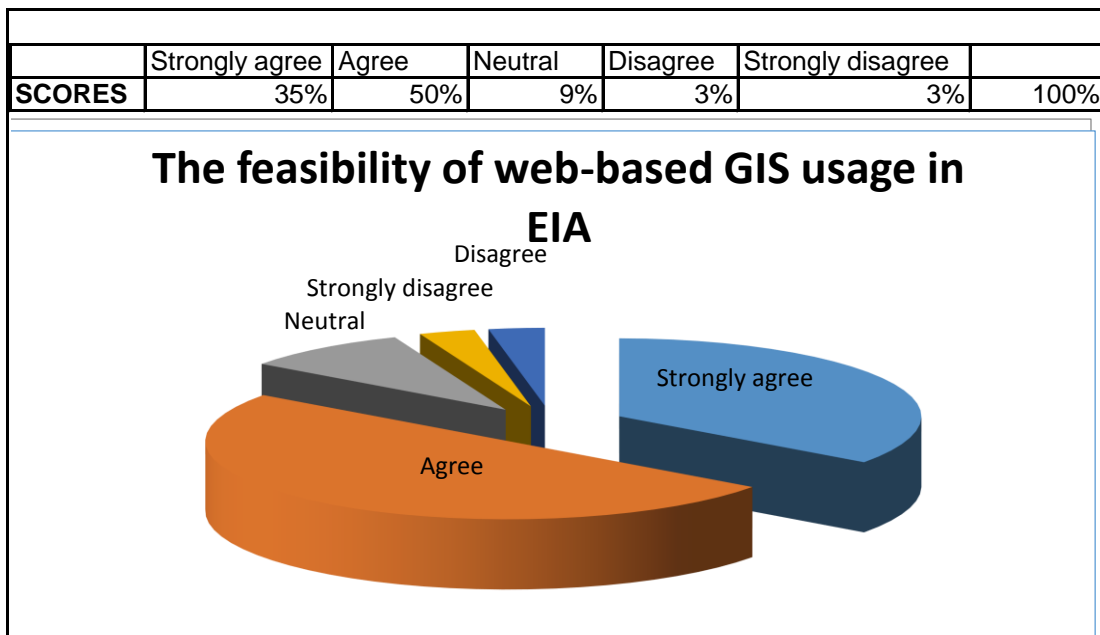 Strongly agree Agree Neutral Disagree Strongly disagree
SCORES 35% 50% 9% 3% 3% 100%
The feasibility of web-based GIS usage in
EIA
Disagree
Strongly disagree
Neutral
Strongly agree
Agree